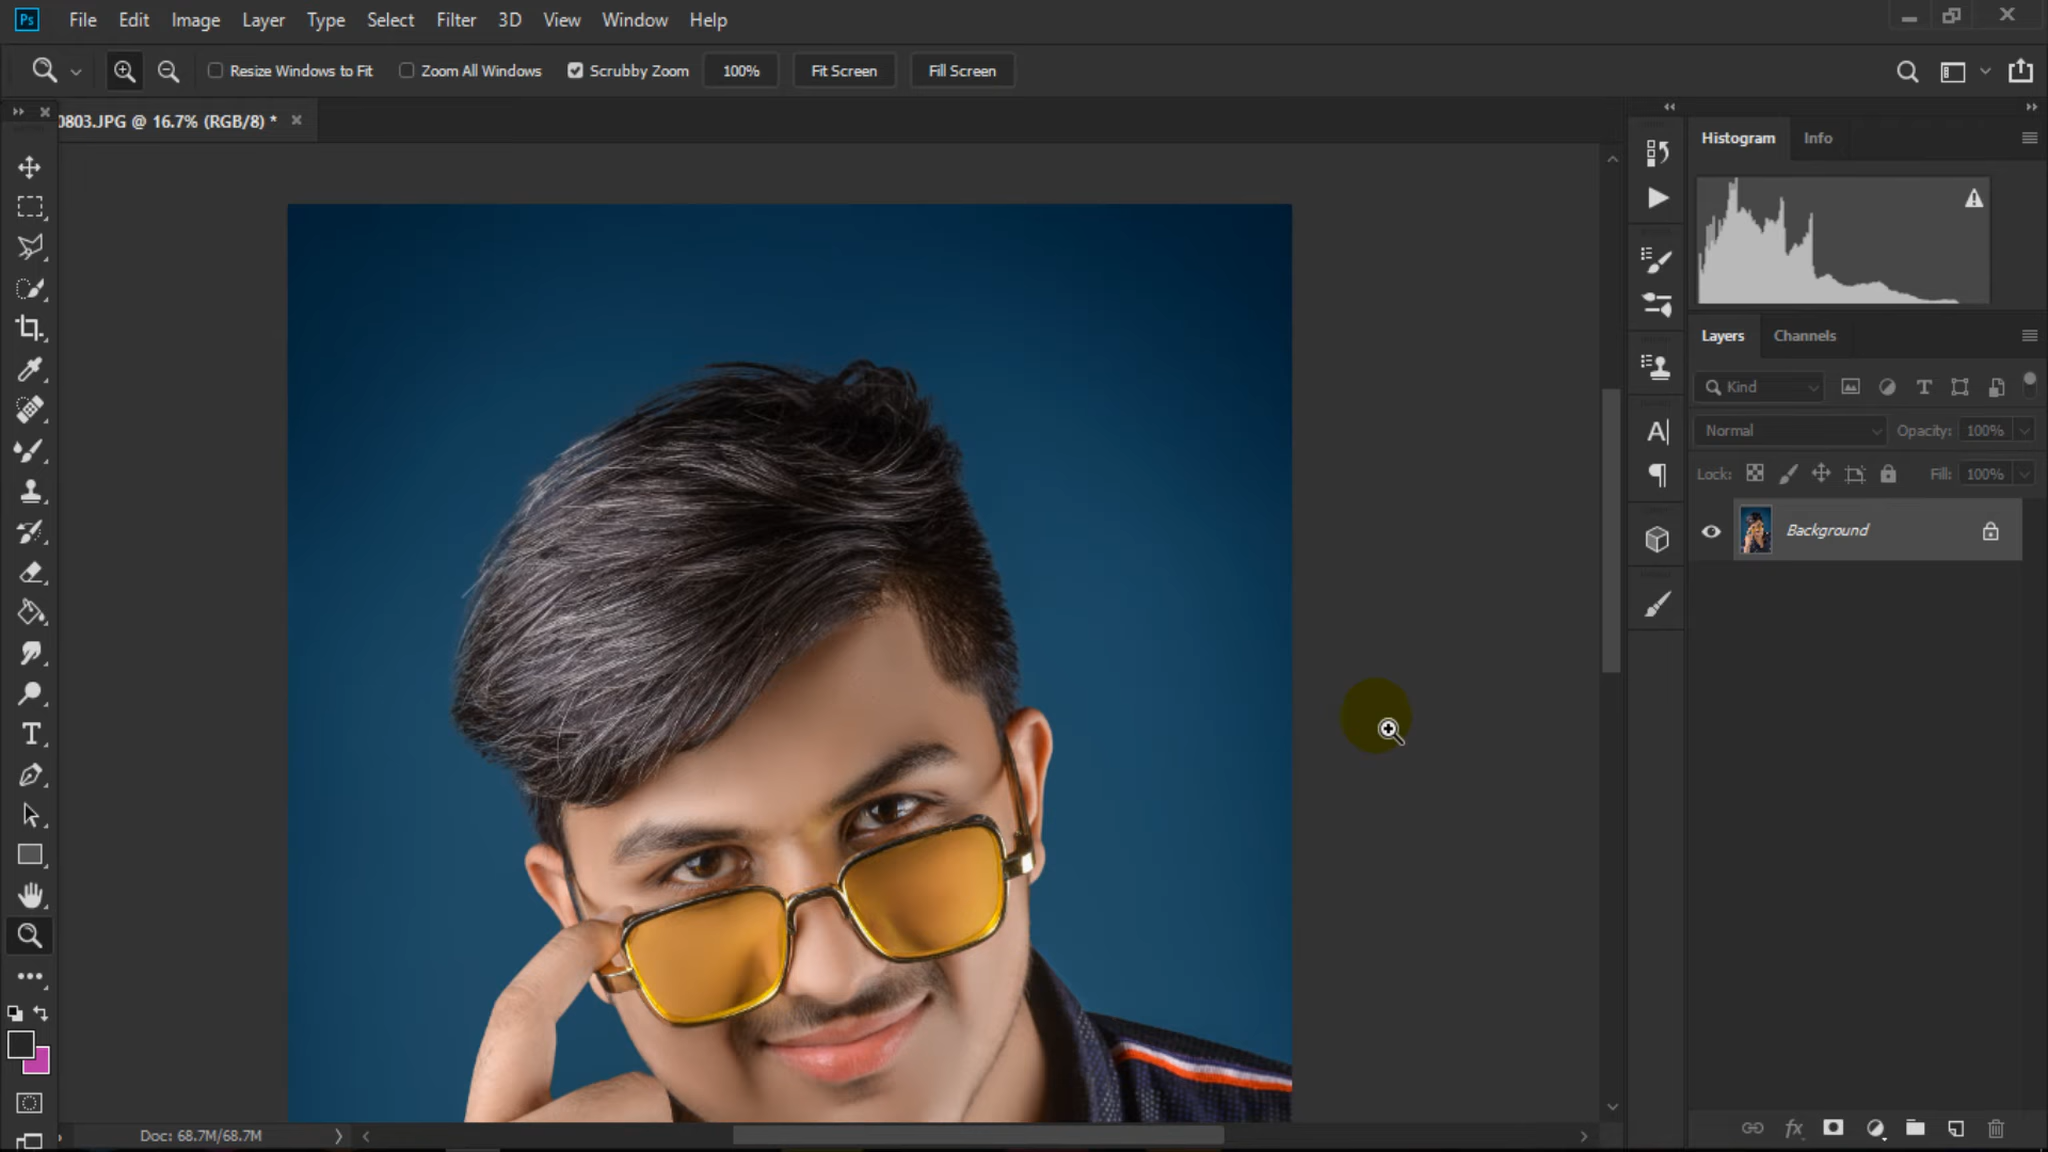 Ps File Edit Image Layer Type Select Filter 3D View Window Help
Resize Windows to Fit Zoom All Windows Scrubby Zoom 100% Fit Screen Fill Screen
0803.JPG @ 16.7% (RGB/8) *
Histogram Info
Layers Channels
Kind
Normal Opacity: 100%
Lock: Fill: 100%
Background
Doc: 68.7M/68.7M